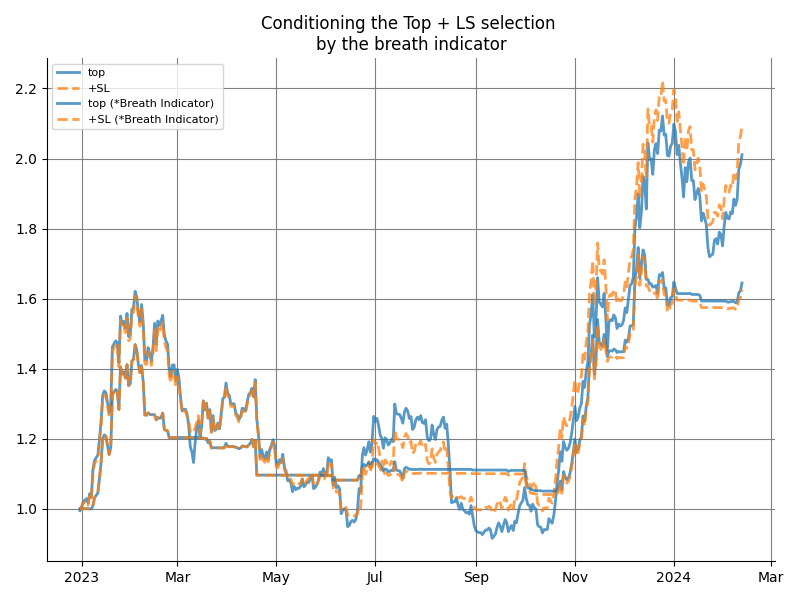 Conditioning the Top + LS selection
by the breath indicator
top
+SL
top (*Breath Indicator)
+SL (*Breath Indicator)
2.2
2.0
1.8
1.6
1.4
1.2
1.0
2023
Mar
May
Jul
Sep
Nov
2024
Mar